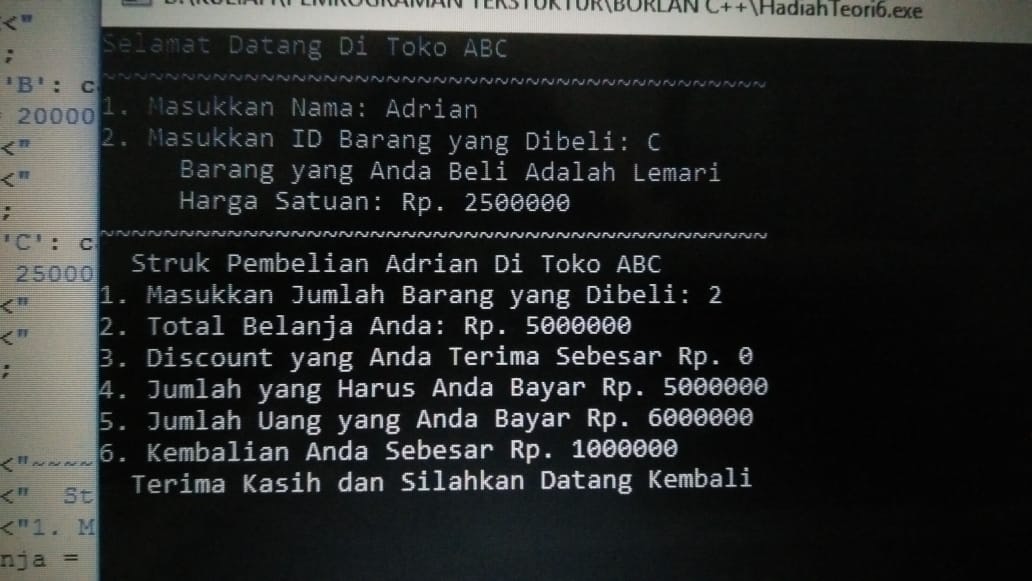 D:\KULIAH\PEMROGRAMAN TERSTUKTUR\BORLAN C++\HadiahTeori6.exe
Selamat Datang Di Toko ABC
~~~~~~~~~~~~~~~~~~~~~~~~~~~~~~~~~~~~~~~~~~~
1. Masukkan Nama: Adrian
2. Masukkan ID Barang yang Dibeli: C
Barang yang Anda Beli Adalah Lemari
Harga Satuan: Rp. 2500000
~~~~~~~~~~~~~~~~~~~~~~~~~~~~~~~~~~~~~~~~~~~
Struk Pembelian Adrian Di Toko ABC
1. Masukkan Jumlah Barang yang Dibeli: 2
2. Total Belanja Anda: Rp. 5000000
3. Discount yang Anda Terima Sebesar Rp. 0
4. Jumlah yang Harus Anda Bayar Rp. 5000000
5. Jumlah Uang yang Anda Bayar Rp. 6000000
6. Kembalian Anda Sebesar Rp. 1000000
Terima Kasih dan Silahkan Datang Kembali
<"
;
'B': c
20000
<"
<"
;
'C': c
25000
<"
<"
;
<"~~~~
<" St
<"1. M
nja =